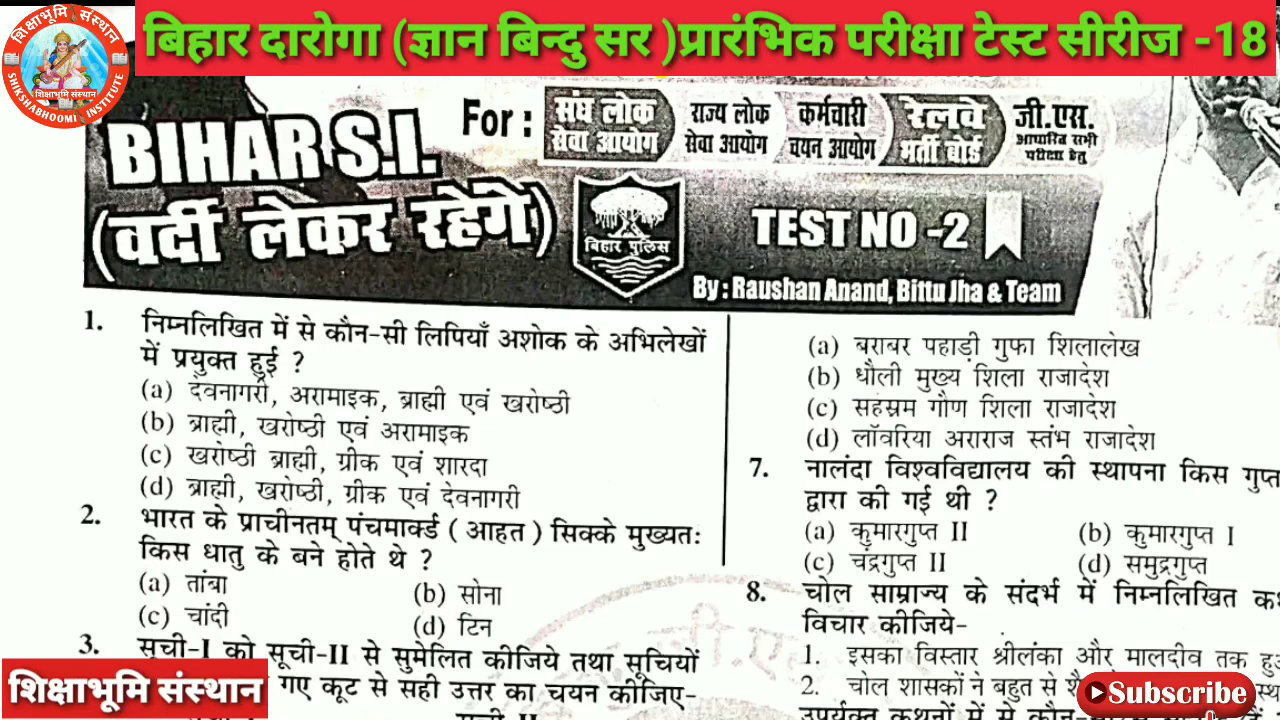 बिहार दारोगा (ज्ञान बिन्दु सर )प्रारंभिक परीक्षा टेस्ट सीरीज -18
शिक्षाभूमि संस्थान
शिक्षाभूमि संस्थान
SHIKSHABHOOMI INSTITUTE
BIHAR S.I.
(वर्दी लेकर रहेगे)
For :
संघ लोक
सेवा आयोग
राज्य लोक
सेवा आयोग
कर्मचारी
चयन आयोग
रेलवे
भर्ती बोर्ड
जी.एस.
आधारित सभी
परीक्षा हेतु
बिहार पुलिस
TEST NO -2
By : Raushan Anand, Bittu Jha & Team
1. निम्नलिखित में से कौन-सी लिपियाँ अशोक के अभिलेखों
में प्रयुक्त हुई ?
(a) देवनागरी, अरामाइक, ब्राह्मी एवं खरोष्ठी
(b) ब्राह्मी, खरोष्ठी एवं अरामाइक
(c) खरोष्ठी ब्राह्मी, ग्रीक एवं शारदा
(d) ब्राह्मी, खरोष्ठी, ग्रीक एवं देवनागरी
2. भारत के प्राचीनतम् पंचमार्क्ड ( आहत ) सिक्के मुख्यतः
किस धातु के बने होते थे ?
(a) तांबा (b) सोना
(c) चांदी (d) टिन
3. सूची-I को सूची-II से सुमेलित कीजिये तथा सूचियों
गए कूट से सही उत्तर का चयन कीजिए-
(a) बराबर पहाड़ी गुफा शिलालेख
(b) धौली मुख्य शिला राजादेश
(c) सहस्रम गौण शिला राजादेश
(d) लॉवरिया अराराज स्तंभ राजादेश
7. नालंदा विश्वविद्यालय की स्थापना किस गुप्त
द्वारा की गई थी ?
(a) कुमारगुप्त II (b) कुमारगुप्त I
(c) चंद्रगुप्त II (d) समुद्रगुप्त
8. चोल साम्राज्य के संदर्भ में निम्नलिखित
विचार कीजिये-
1. इसका विस्तार श्रीलंका और मालदीव तक
2. चोल शासकों ने बहुत से
उपर्युक्त कथनों में से
शिक्षाभूमि संस्थान
Subscribe